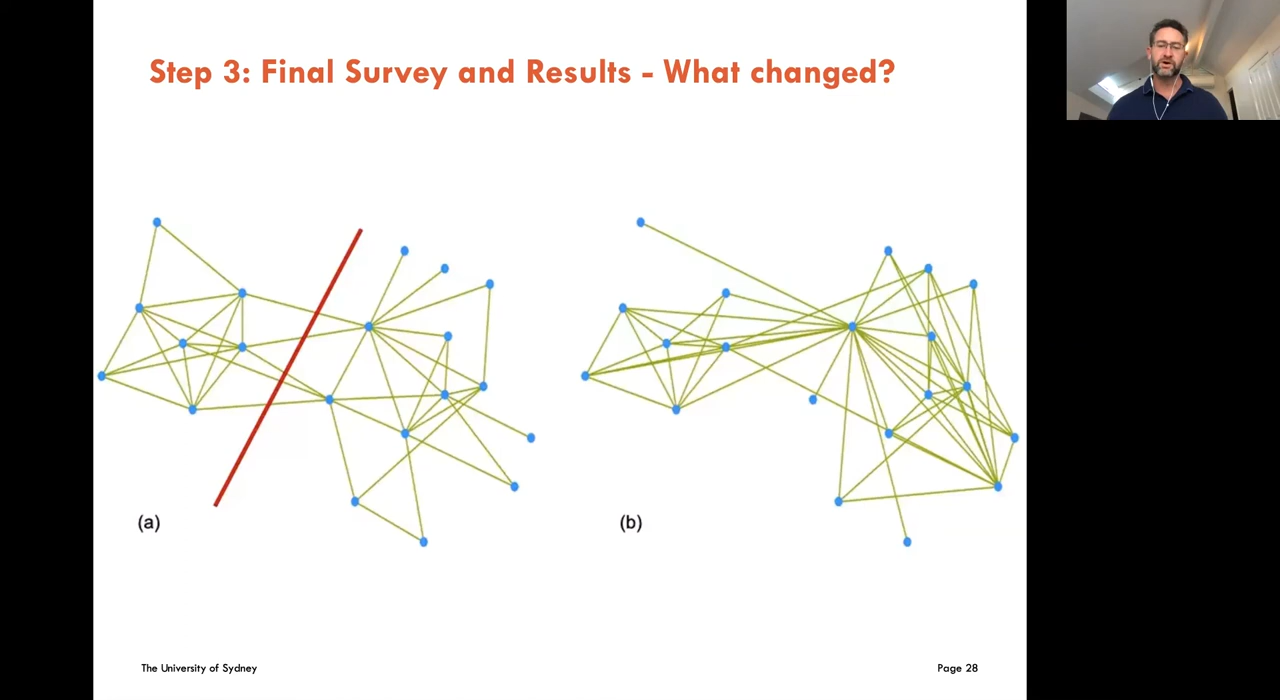 Step 3: Final Survey and Results - What changed?
(a)
(b)
The University of Sydney
Page 28